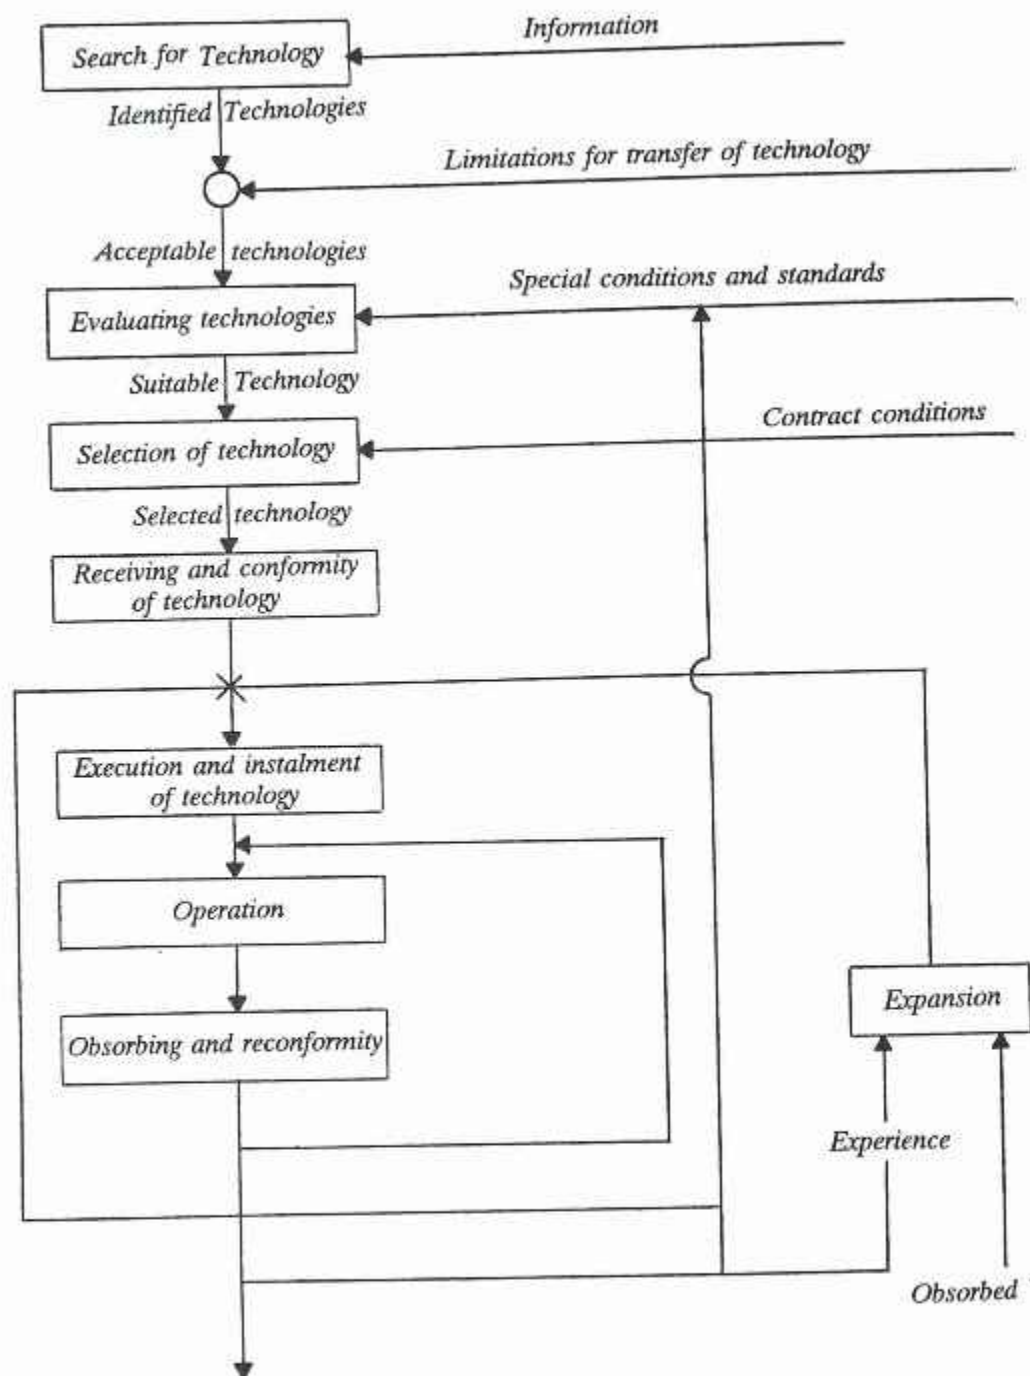 Information
Search for Technology
Identified Technologies
Limitations for transfer of technology
Acceptable technologies
Special conditions and standards
Evaluating technologies
Suitable Technology
Contract conditions
Selection of technology
Selected technology
Receiving and conformity
of technology
Execution and instalment
of technology
Operation
Expansion
Obsorbing and reconformity
Experience
Obsorbed